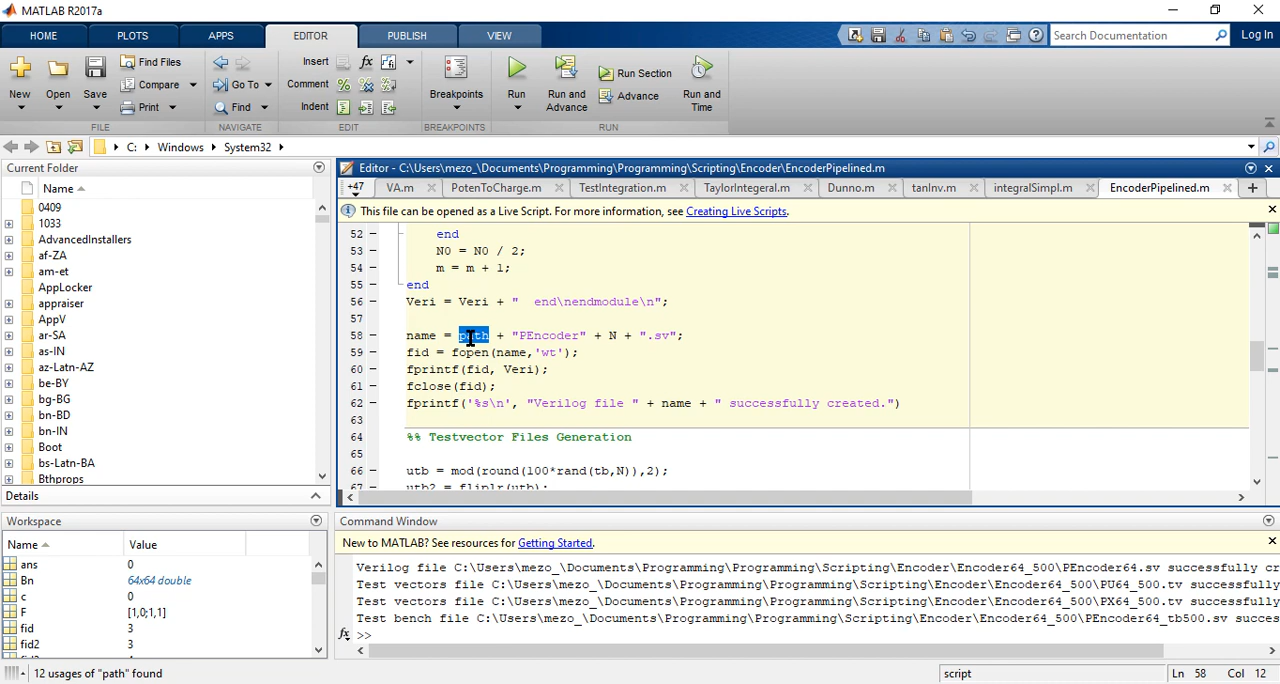 MATLAB R2017a
HOME PLOTS APPS EDITOR PUBLISH VIEW Search Documentation Log In
New Open Save Find Files Compare Print
Go To Find
Insert fx Comment % Indent
Breakpoints
Run Run and Advance Run Section Advance Run and Time
FILE NAVIGATE EDIT BREAKPOINTS RUN
C: Windows System32
Current Folder
Name
0409
1033
AdvancedInstallers
af-ZA
am-et
AppLocker
appraiser
AppV
ar-SA
as-IN
az-Latn-AZ
be-BY
bg-BG
bn-BD
bn-IN
Boot
bs-Latn-BA
Bthprops
Details
Workspace
Name Value
ans 0
Bn 64x64 double
c 0
F [1,0;1,1]
fid 3
fid2 3
Editor - C:\Users\mezo_\Documents\Programming\Programming\Scripting\Encoder\EncoderPipelined.m
+47 VA.m PotenToCharge.m TestIntegration.m TaylorIntegeral.m Dunno.m tanInv.m integralSimpl.m EncoderPipelined.m
This file can be opened as a Live Script. For more information, see Creating Live Scripts.
52 - end
53 - N0 = N0 / 2;
54 - m = m + 1;
55 - end
56 - Veri = Veri + "  end\nendmodule\n";
57
58 - name = path + "PEncoder" + N + ".sv";
59 - fid = fopen(name,'wt');
60 - fprintf(fid, Veri);
61 - fclose(fid);
62 - fprintf('%s\n', "Verilog file " + name + " successfully created.")
63
64 %% Testvector Files Generation
65
66 - utb = mod(round(100*rand(tb,N)),2);
67 - utb2 = fliplr(utb);
Command Window
New to MATLAB? See resources for Getting Started.
Verilog file C:\Users\mezo_\Documents\Programming\Programming\Scripting\Encoder\Encoder64_500\PEncoder64.sv successfully cr
Test vectors file C:\Users\mezo_\Documents\Programming\Programming\Scripting\Encoder\Encoder64_500\PU64_500.tv successfully
Test vectors file C:\Users\mezo_\Documents\Programming\Programming\Scripting\Encoder\Encoder64_500\PX64_500.tv successfully
Test bench file C:\Users\mezo_\Documents\Programming\Programming\Scripting\Encoder\Encoder64_500\PEncoder64_tb500.sv succes
fx >>
12 usages of "path" found script Ln 58 Col 12